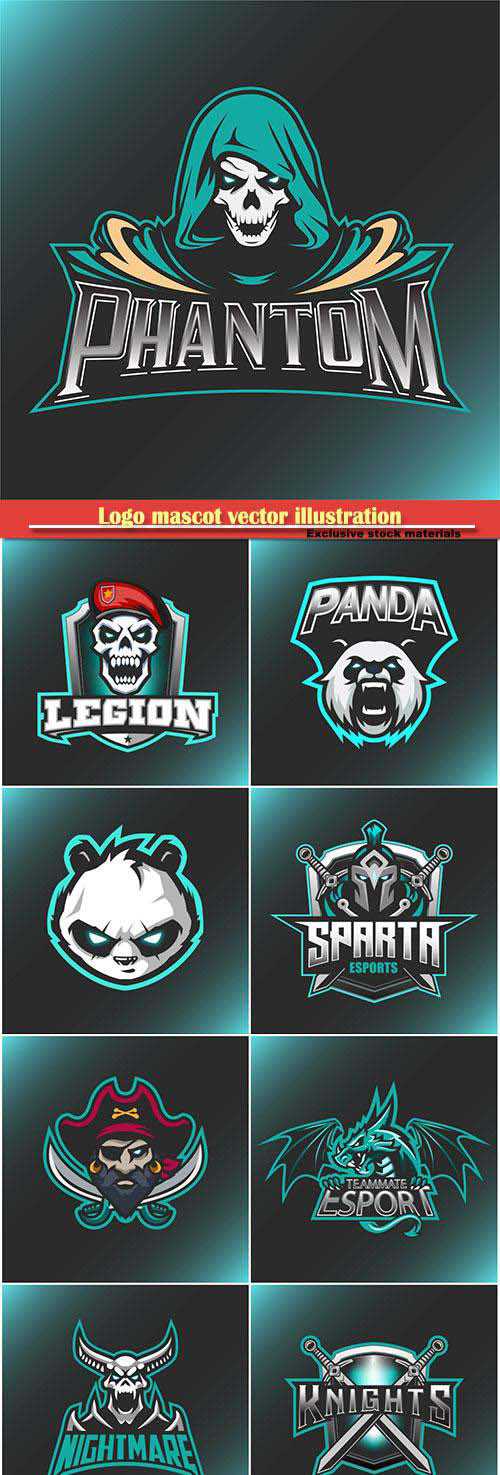 PHANTOM
Logo mascot vector illustration
Exclusive stock materials
LEGION
PANDA
SPARTA
ESPORTS
TEAMMATE
ESPORT
NIGHTMARE
KNIGHTS